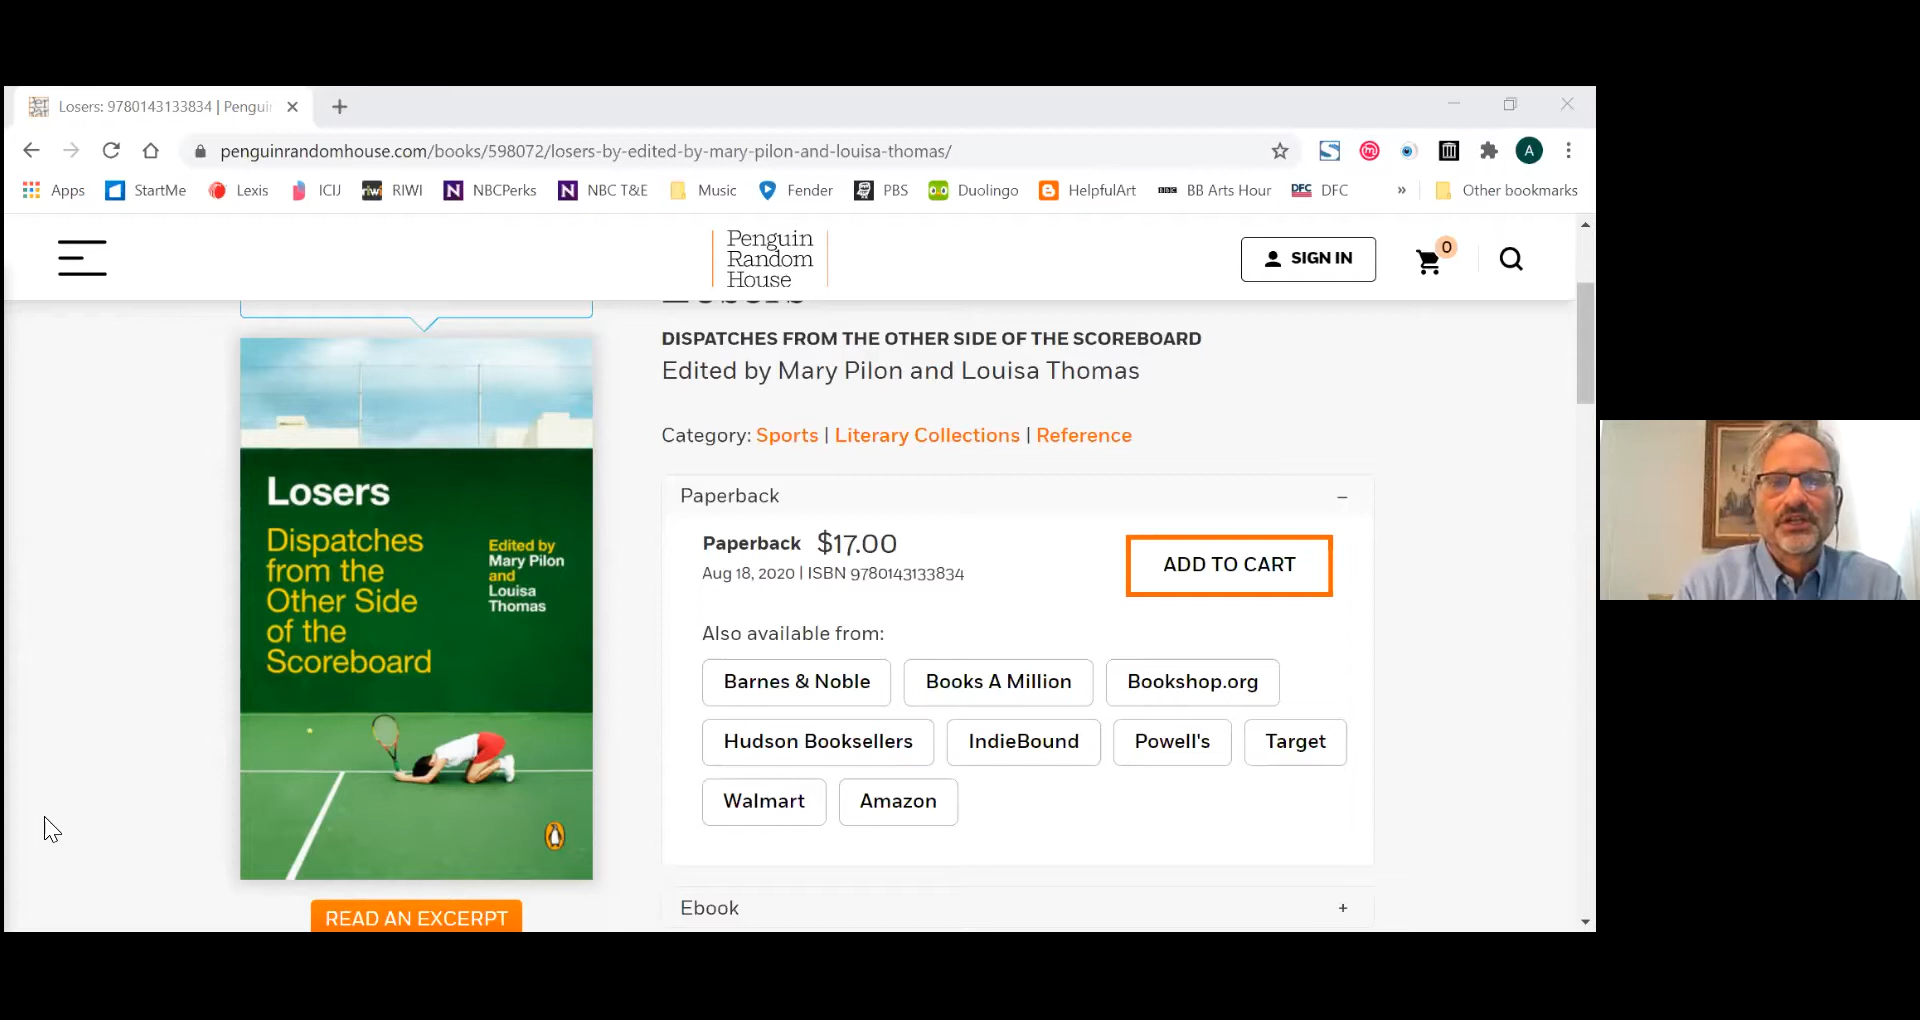 Losers: 9780143133834 | Penguin
penguinrandomhouse.com/books/598072/losers-by-edited-by-mary-pilon-and-louisa-thomas/
A
Apps StartMe Lexis ICIJ RIWI NBCPerks NBC T&E Music Fender PBS Duolingo HelpfulArt BB Arts Hour DFC DFC » Other bookmarks
Penguin
Random
House
SIGN IN
0
Losers
DISPATCHES FROM THE OTHER SIDE OF THE SCOREBOARD
Edited by Mary Pilon and Louisa Thomas
Category: Sports | Literary Collections | Reference
Losers
Dispatches
from the
Other Side
of the
Scoreboard
Edited by
Mary Pilon
and
Louisa
Thomas
READ AN EXCERPT
Paperback
Paperback $17.00
Aug 18, 2020 | ISBN 9780143133834
ADD TO CART
Also available from:
Barnes & Noble Books A Million Bookshop.org
Hudson Booksellers IndieBound Powell's Target
Walmart Amazon
Ebook